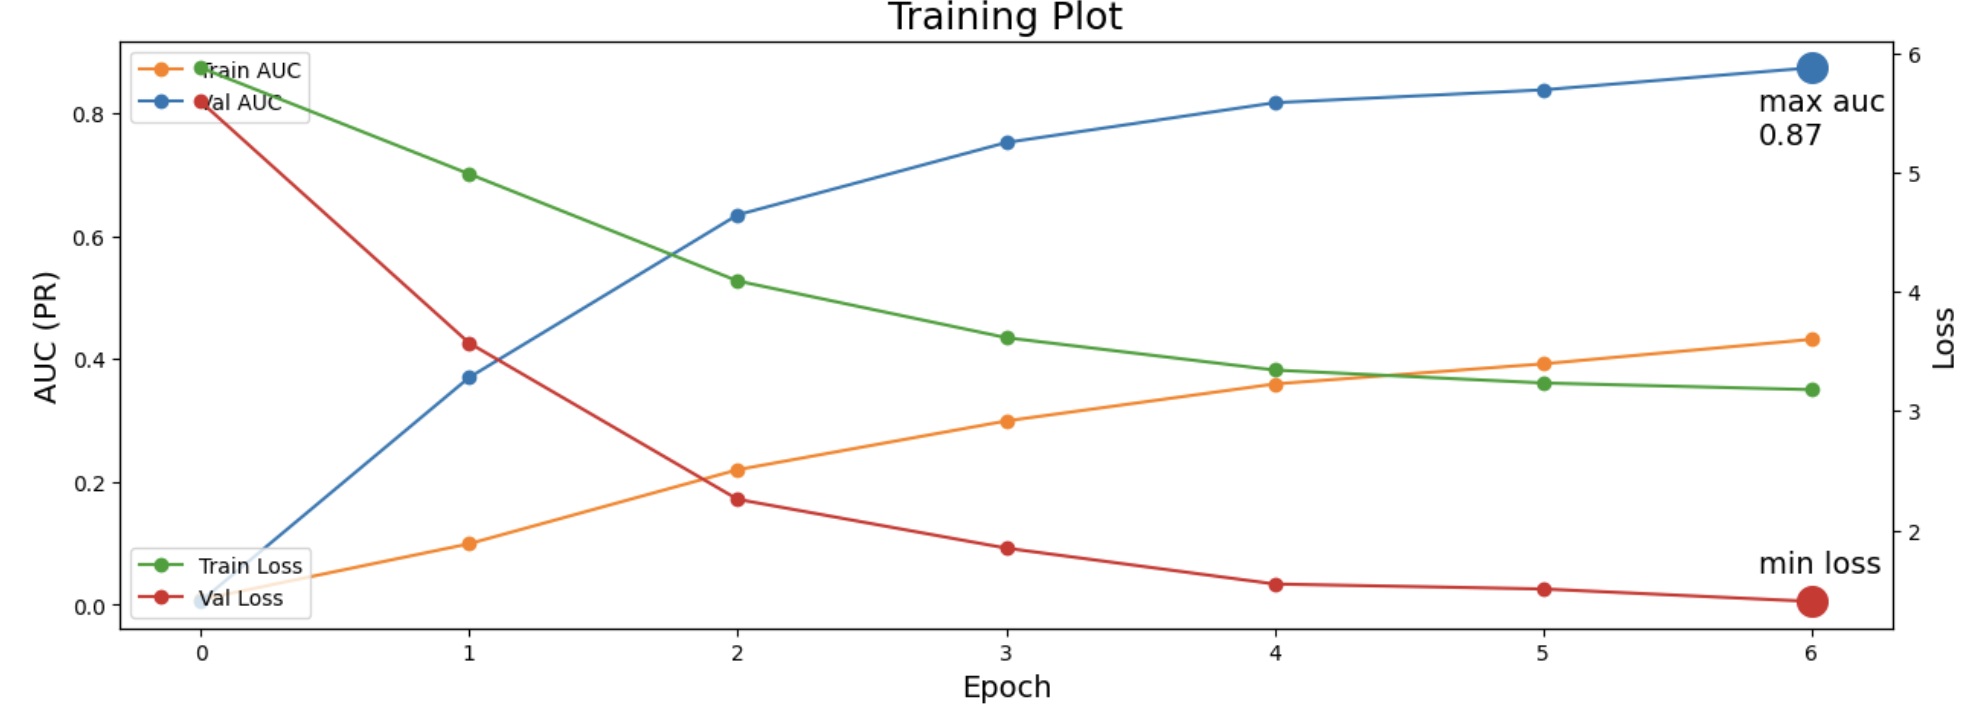 Training Plot
Train AUC
Val AUC
Train Loss
Val Loss
max auc
0.87
min loss
AUC (PR)
0.8
0.6
0.4
0.2
0.0
Loss
6
5
4
3
2
0 1 2 3 4 5 6
Epoch